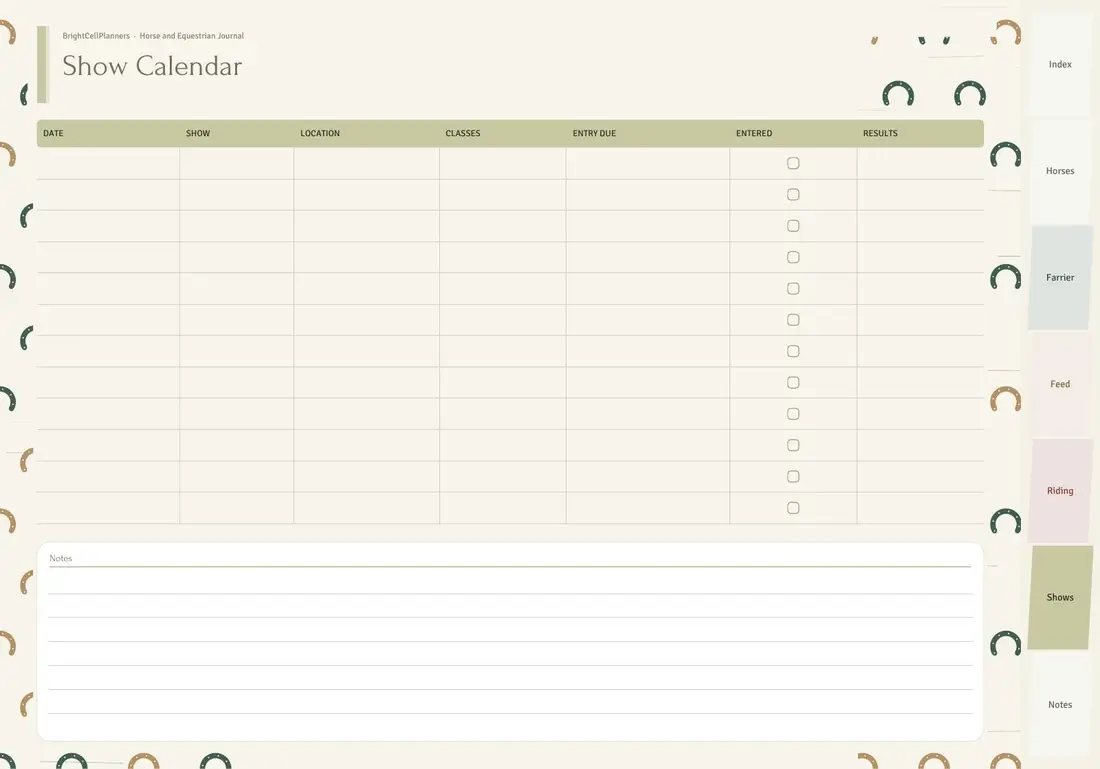 BrightCellPlanners · Horse and Equestrian Journal
Show Calendar
DATE SHOW LOCATION CLASSES ENTRY DUE ENTERED RESULTS
Notes
Index
Horses
Farrier
Feed
Riding
Shows
Notes